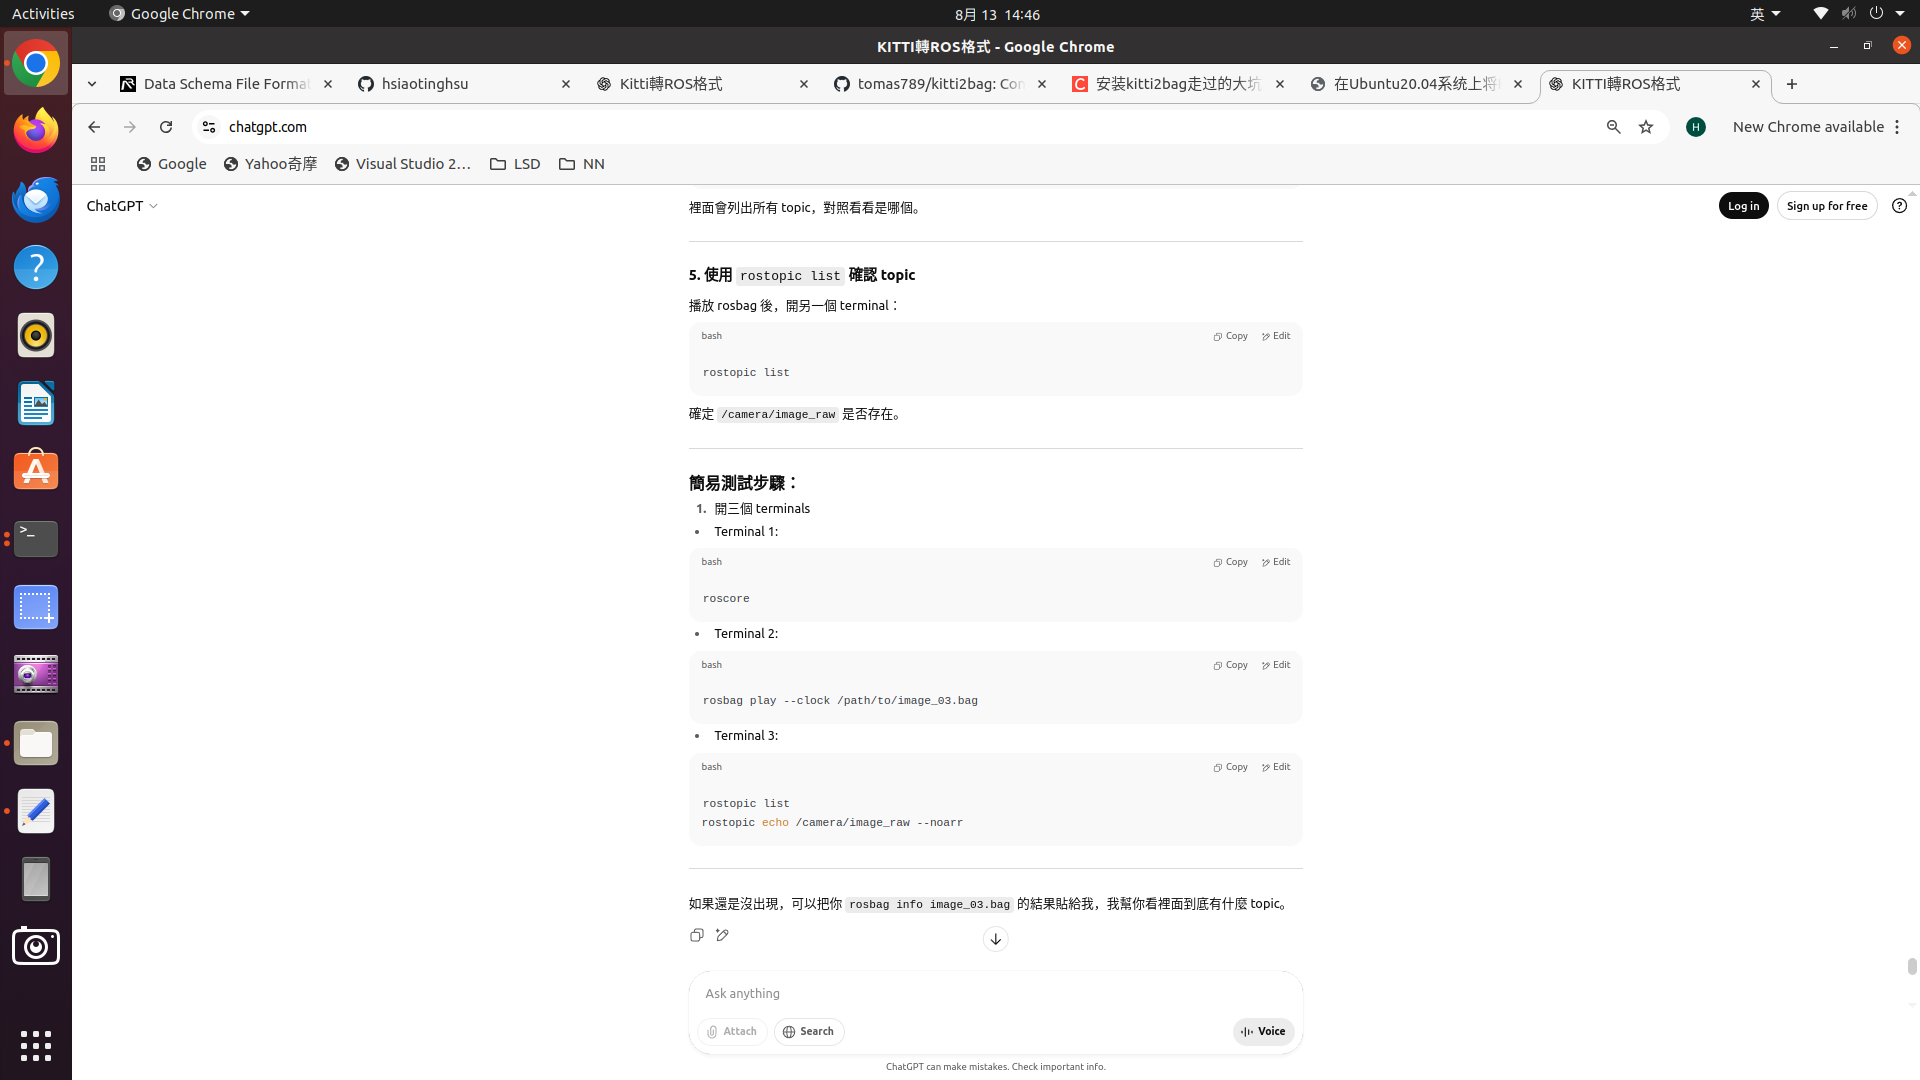 Activities
Google Chrome
8月 13 14:46
英
KITTI轉ROS格式 - Google Chrome
Data Schema File Format
hsiaotinghsu
Kitti轉ROS格式
tomas789/kitti2bag: Con
安装kitti2bag走过的大坑
在Ubuntu20.04系统上将
KITTI轉ROS格式
chatgpt.com
H
New Chrome available
Google
Yahoo奇摩
Visual Studio 2…
LSD
NN
ChatGPT
Log in
Sign up for free
裡面會列出所有 topic，對照看看是哪個。
5. 使用 rostopic list 確認 topic
播放 rosbag 後，開另一個 terminal：
bash
Copy
Edit
rostopic list
確定 /camera/image_raw 是否存在。
簡易測試步驟：
1. 開三個 terminals
• Terminal 1:
bash
Copy
Edit
roscore
• Terminal 2:
bash
Copy
Edit
rosbag play --clock /path/to/image_03.bag
• Terminal 3:
bash
Copy
Edit
rostopic list
rostopic echo /camera/image_raw --noarr
如果還是沒出現，可以把你 rosbag info image_03.bag 的結果貼給我，我幫你看裡面到底有什麼 topic。
Ask anything
Attach
Search
Voice
ChatGPT can make mistakes. Check important info.